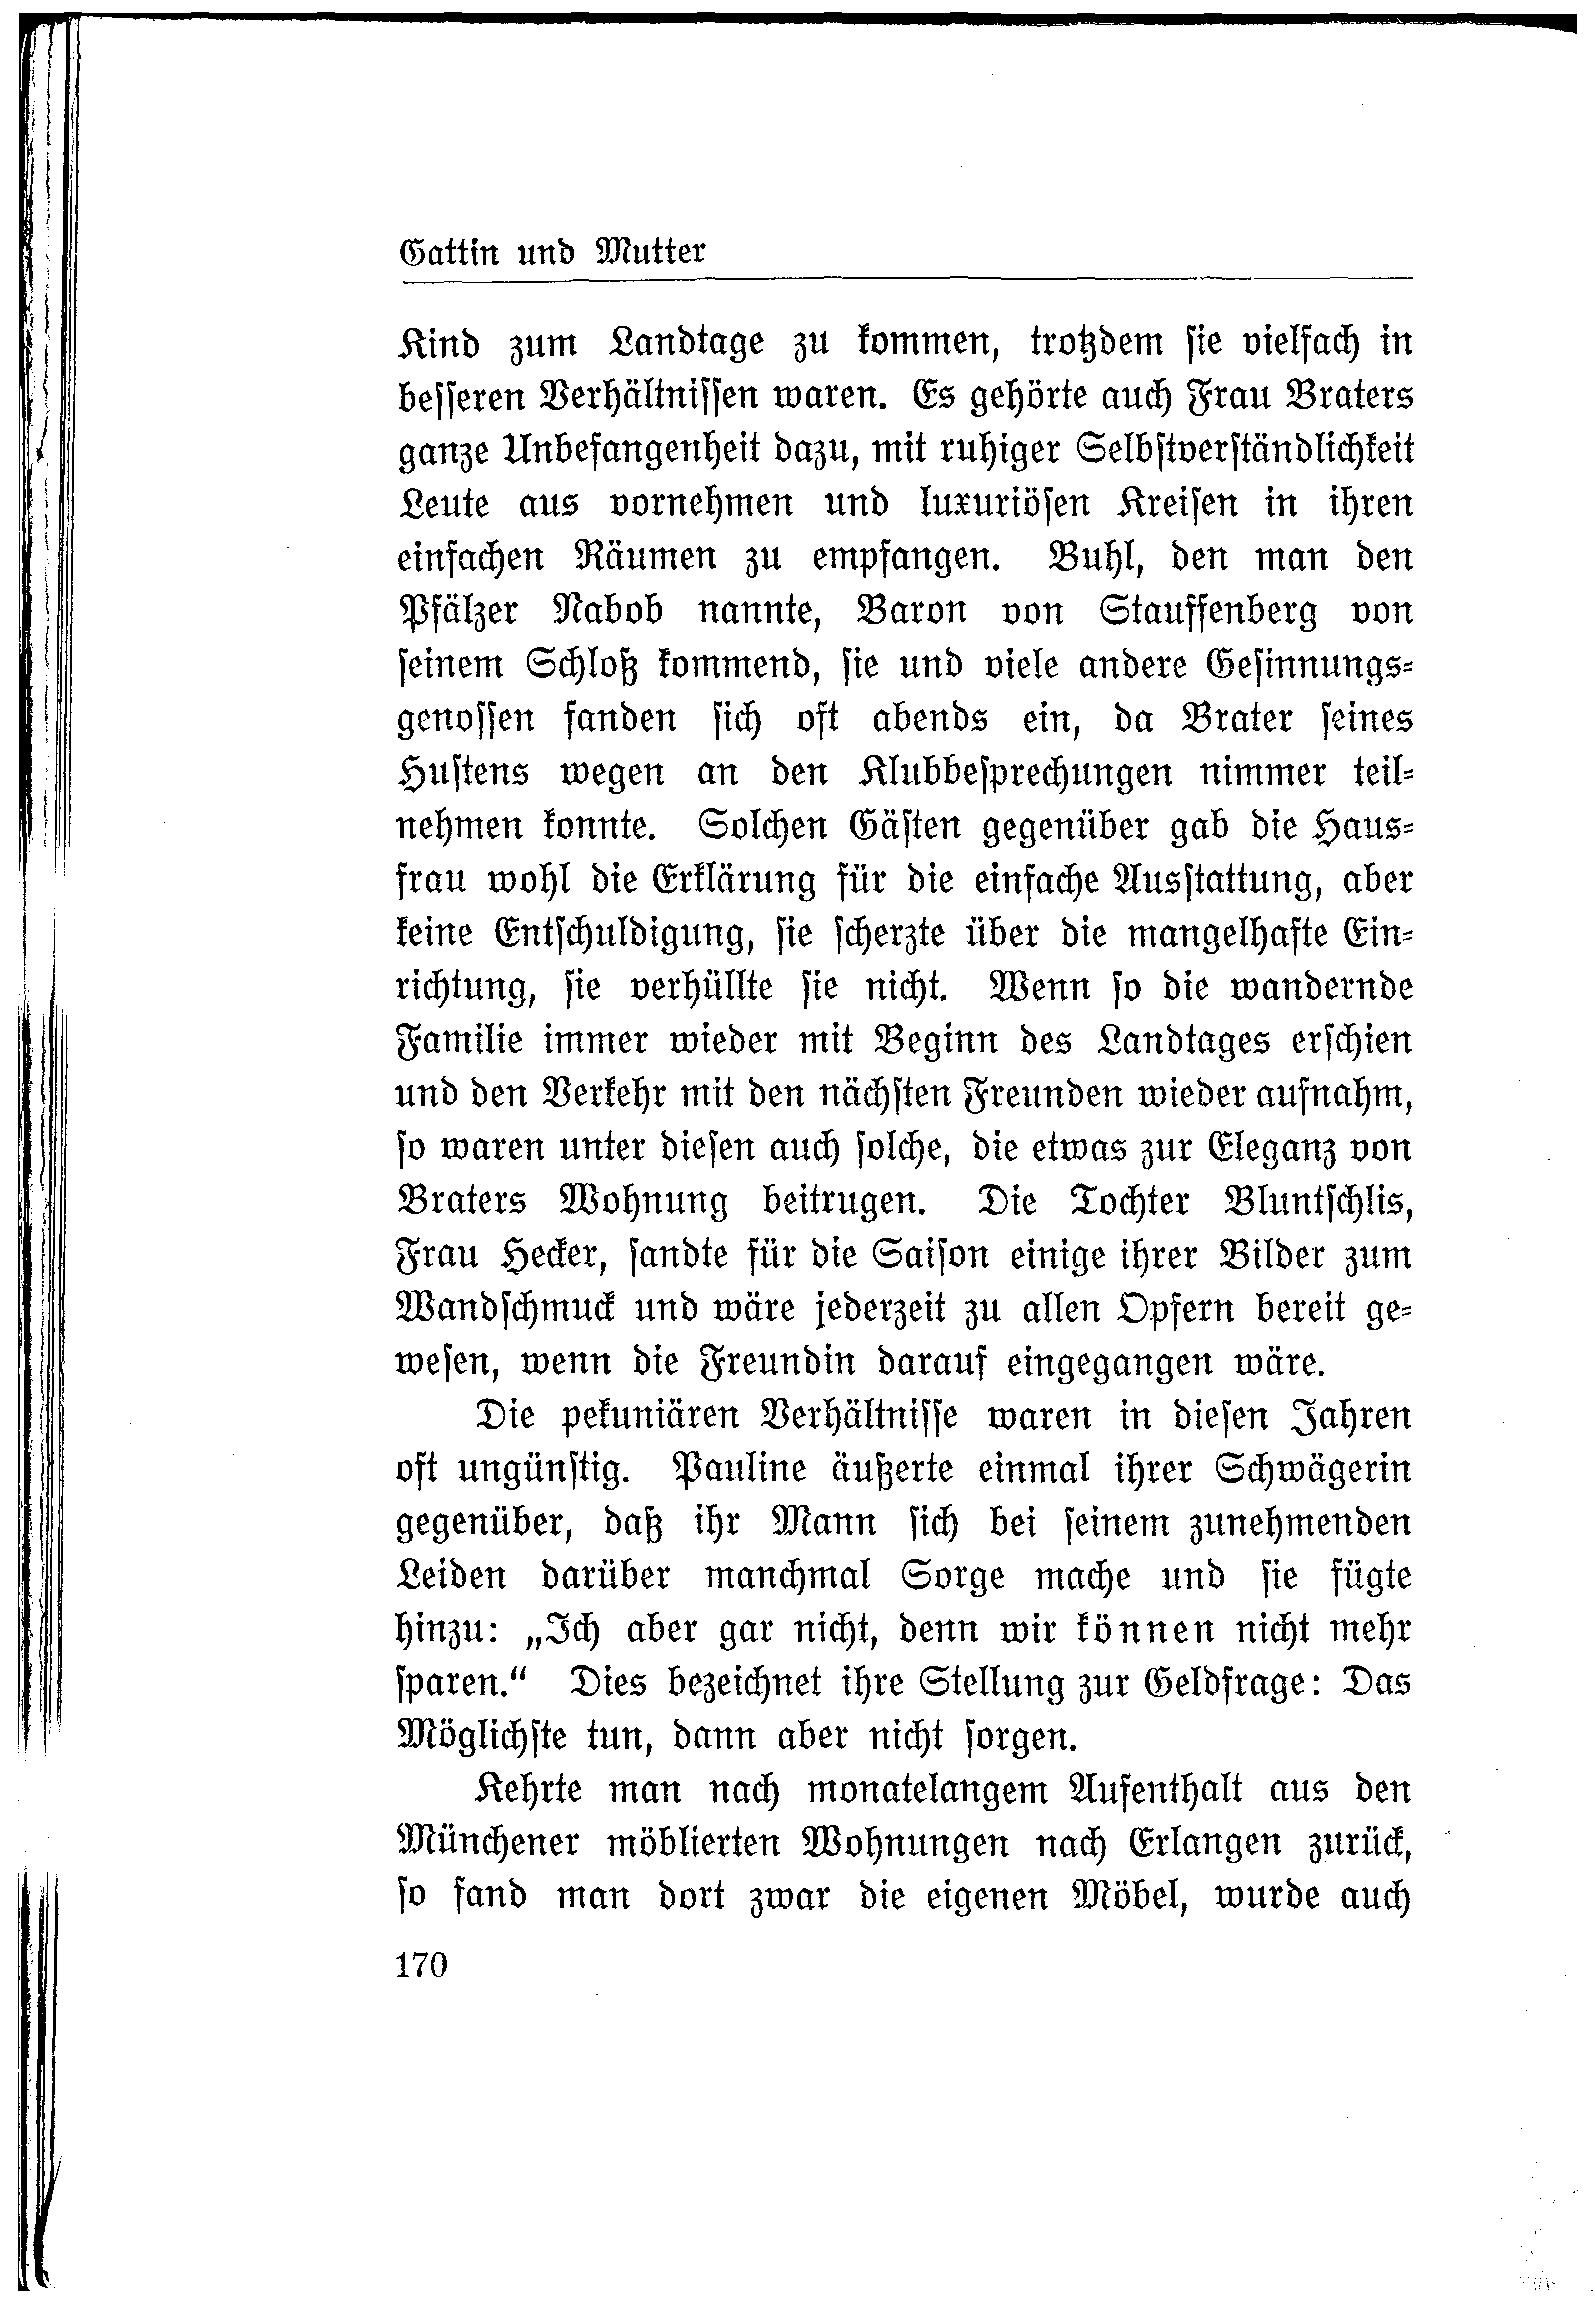 Gattin und Mutter
Kind zum Landtage zu kommen, trotzdem sie vielfach in
besseren Verhältnissen waren. Es gehörte auch Frau Braters
ganze Unbefangenheit dazu, mit ruhiger Selbstverständlichkeit
Leute aus vornehmen und luxuriösen Kreisen in ihren
einfachen Räumen zu empfangen. Buhl, den man den
Pfälzer Nabob nannte, Baron von Stauffenberg von
seinem Schloß kommend, sie und viele andere Gesinnungs-
genossen fanden sich oft abends ein, da Brater seines
Hustens wegen an den Klubbesprechungen nimmer teil-
nehmen konnte. Solchen Gästen gegenüber gab die Haus-
frau wohl die Erklärung für die einfache Ausstattung, aber
keine Entschuldigung, sie scherzte über die mangelhafte Ein-
richtung, sie verhüllte sie nicht. Wenn so die wandernde
Familie immer wieder mit Beginn des Landtages erschien
und den Verkehr mit den nächsten Freunden wieder aufnahm,
so waren unter diesen auch solche, die etwas zur Eleganz von
Braters Wohnung beitrugen. Die Tochter Bluntschlis,
Frau Hecker, sandte für die Saison einige ihrer Bilder zum
Wandschmuck und wäre jederzeit zu allen Opfern bereit ge-
wesen, wenn die Freundin darauf eingegangen wäre.
Die pekuniären Verhältnisse waren in diesen Jahren
oft ungünstig. Pauline äußerte einmal ihrer Schwägerin
gegenüber, daß ihr Mann sich bei seinem zunehmenden
Leiden darüber manchmal Sorge mache und sie fügte
hinzu: „Ich aber gar nicht, denn wir können nicht mehr
sparen.“ Dies bezeichnet ihre Stellung zur Geldfrage: Das
Möglichste tun, dann aber nicht sorgen.
Kehrte man nach monatelangem Aufenthalt aus den
Münchener möblierten Wohnungen nach Erlangen zurück,
so fand man dort zwar die eigenen Möbel, wurde auch
170